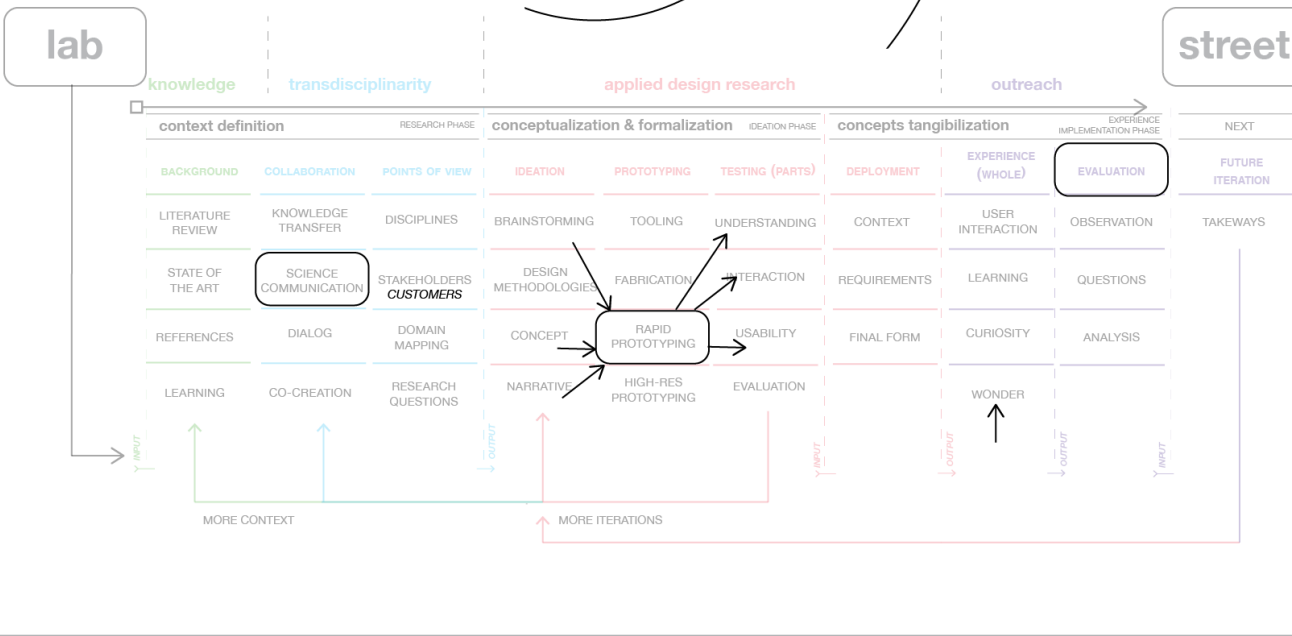 lab
street
knowledge
transdisciplinarity
applied design research
outreach
context definition
RESEARCH PHASE
conceptualization & formalization
IDEATION PHASE
concepts tangibilization
EXPERIENCE
IMPLEMENTATION PHASE
NEXT
BACKGROUND
COLLABORATION
POINTS OF VIEW
IDEATION
PROTOTYPING
TESTING (PARTS)
DEPLOYMENT
EXPERIENCE
(WHOLE)
EVALUATION
FUTURE
ITERATION
LITERATURE
REVIEW
KNOWLEDGE
TRANSFER
DISCIPLINES
BRAINSTORMING
TOOLING
UNDERSTANDING
CONTEXT
USER
INTERACTION
OBSERVATION
TAKEWAYS
STATE OF
THE ART
SCIENCE
COMMUNICATION
STAKEHOLDERS
CUSTOMERS
DESIGN
METHODOLOGIES
FABRICATION
INTERACTION
REQUIREMENTS
LEARNING
QUESTIONS
REFERENCES
DIALOG
DOMAIN
MAPPING
CONCEPT
RAPID
PROTOTYPING
USABILITY
FINAL FORM
CURIOSITY
ANALYSIS
LEARNING
CO-CREATION
RESEARCH
QUESTIONS
NARRATIVE
HIGH-RES
PROTOTYPING
EVALUATION
WONDER
INPUT
OUTPUT
INPUT
OUTPUT
OUTPUT
INPUT
MORE CONTEXT
MORE ITERATIONS